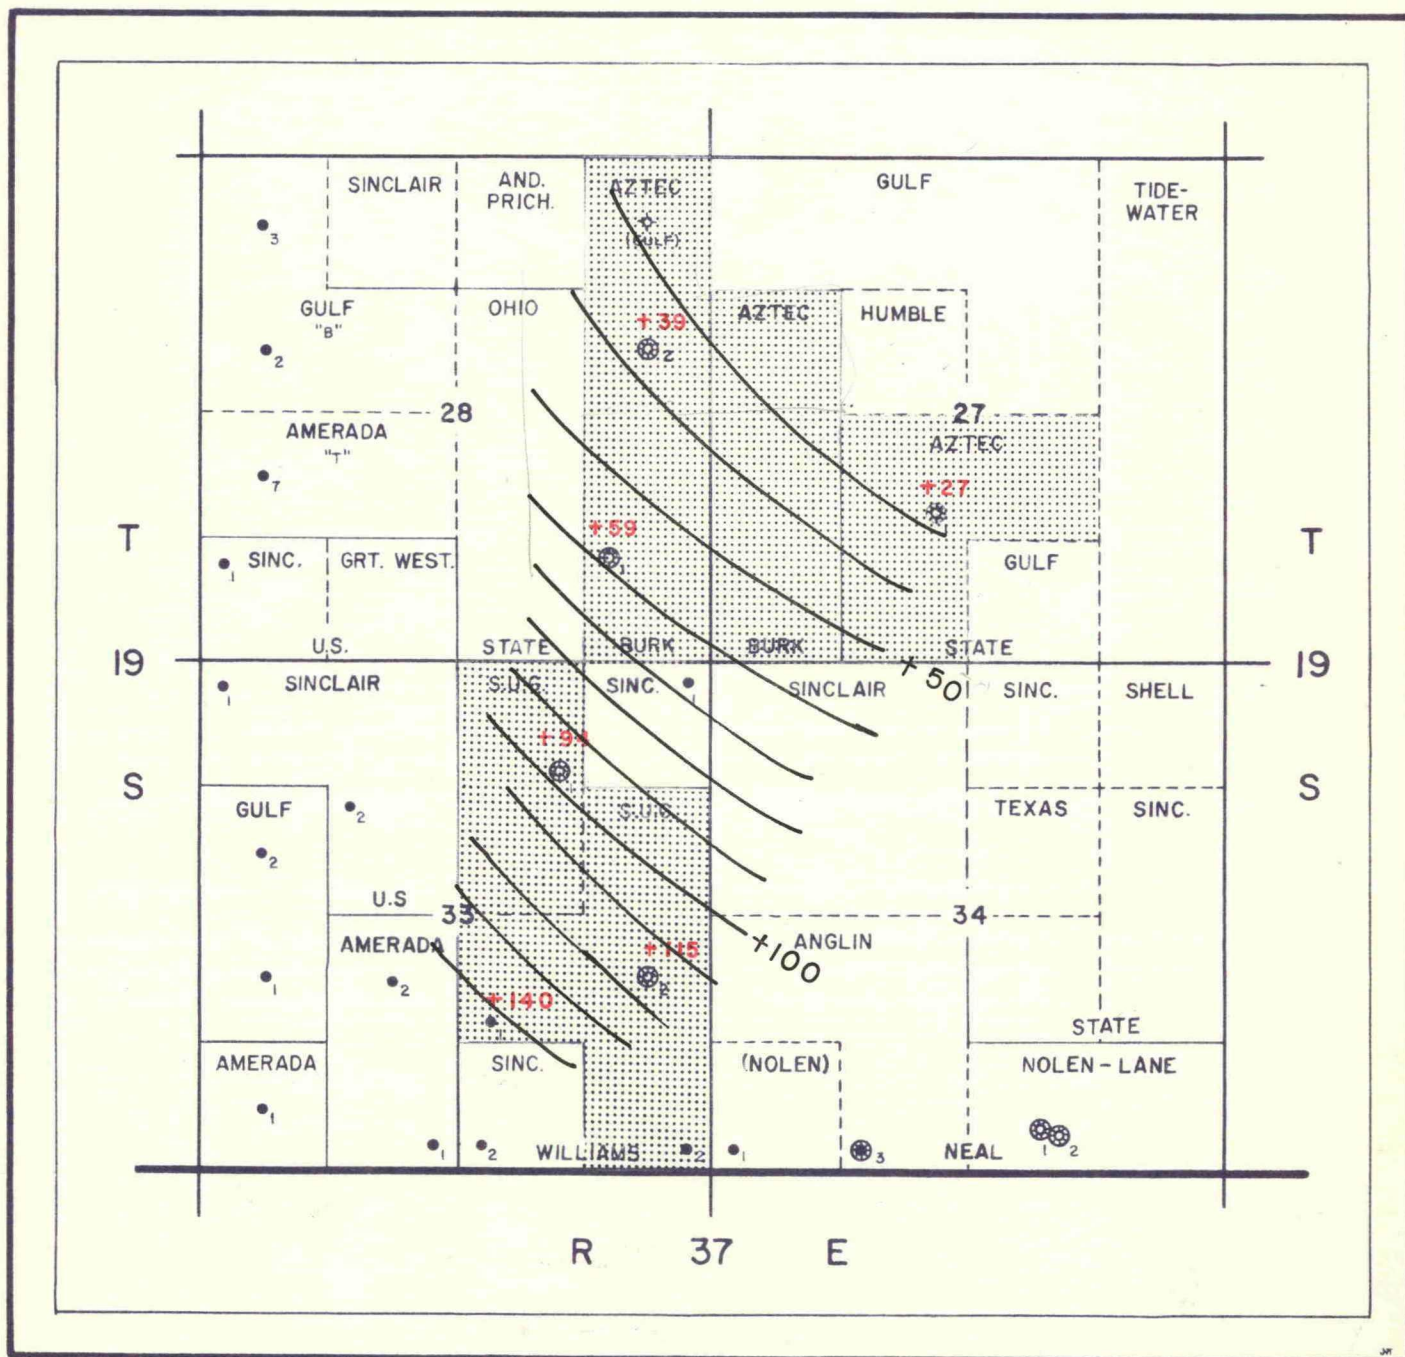 SINCLAIR
AND.
PRICH.
AZTEC
GULF
TIDE-
WATER
3
(GULF)
GULF
"B"
OHIO
+39
2
AZTEC
HUMBLE
2
28
27
AMERADA
"T"
7
AZTEC
+27
T
T
+59
1
SINC.
GRT. WEST.
1
GULF
U.S.
STATE
BURK
BURK
STATE
19
19
+50
SINCLAIR
1
S.U.G.
SINC.
1
SINCLAIR
SINC.
SHELL
+94
S
S
GULF
2
S.U.G.
TEXAS
SINC.
2
U.S
33
34
AMERADA
+115
+100
ANGLIN
1
2
2
+140
1
STATE
AMERADA
SINC.
(NOLEN)
NOLEN-LANE
1
1
2
WILLIAMS
2
1
3
NEAL
1
2
R 37 E